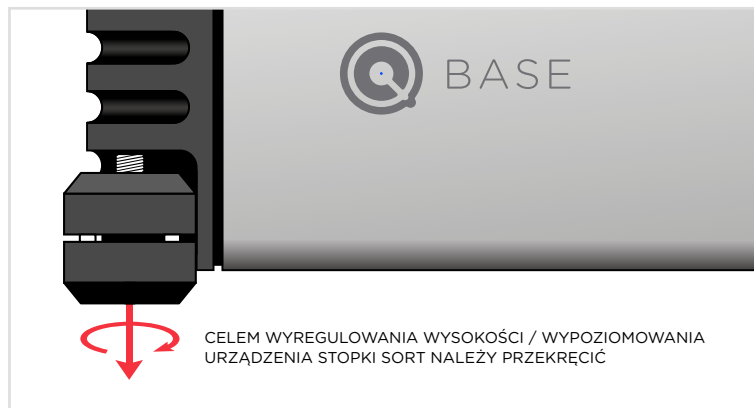 BASE
CELEM WYREGULOWANIA WYSOKOŚCI / WYPOZIOMOWANIA
URZĄDZENIA STOPKI SORT NALEŻY PRZEKRĘCIĆ